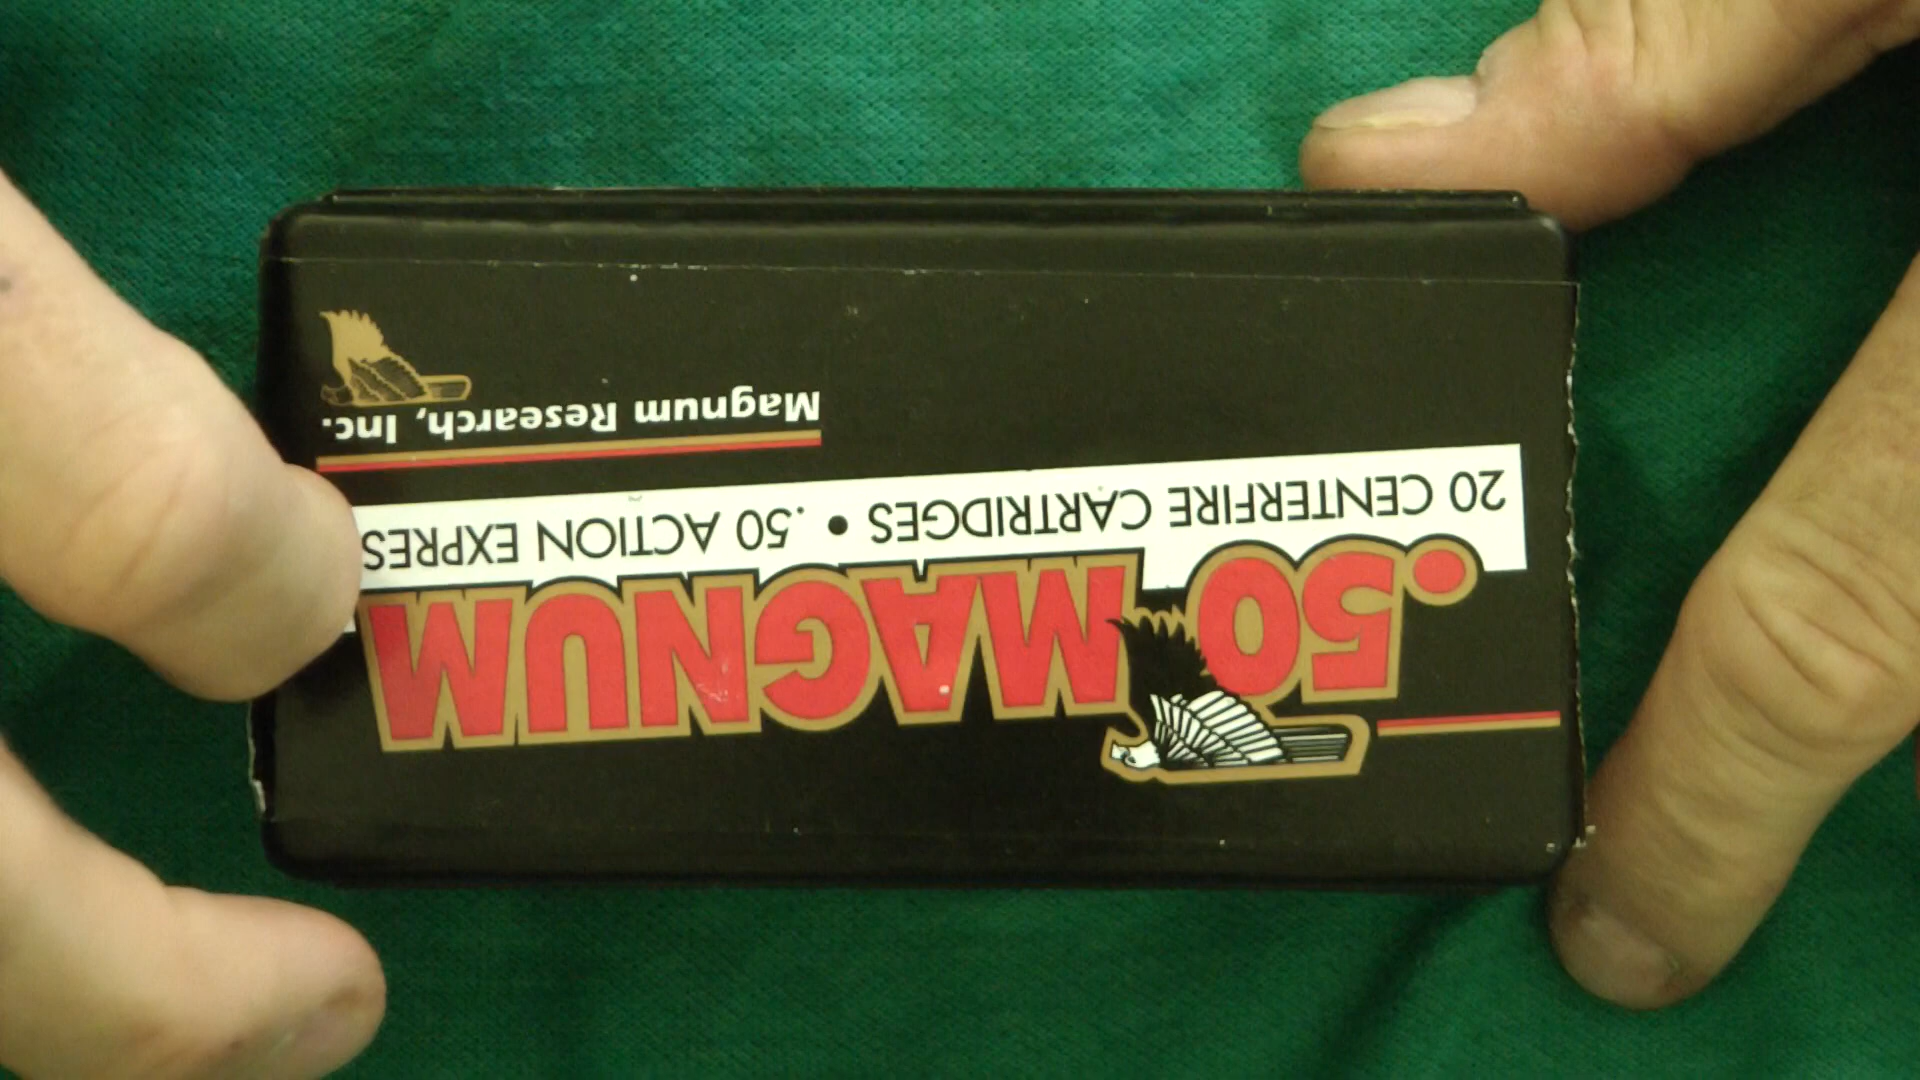 .50 MAGNUM
20 CENTERFIRE CARTRIDGES • .50 ACTION EXPRES
Magnum Research, Inc.